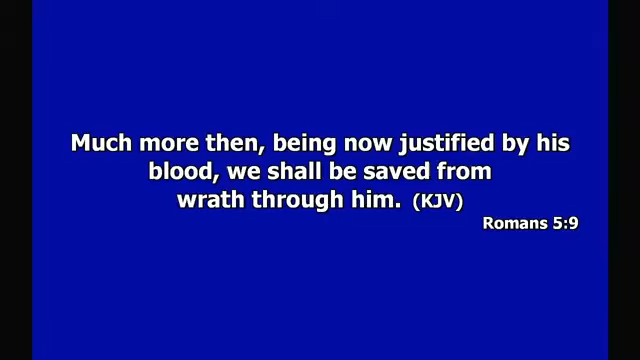 Much more then, being now justified by his
blood, we shall be saved from
wrath through him. (KJV)
Romans 5:9